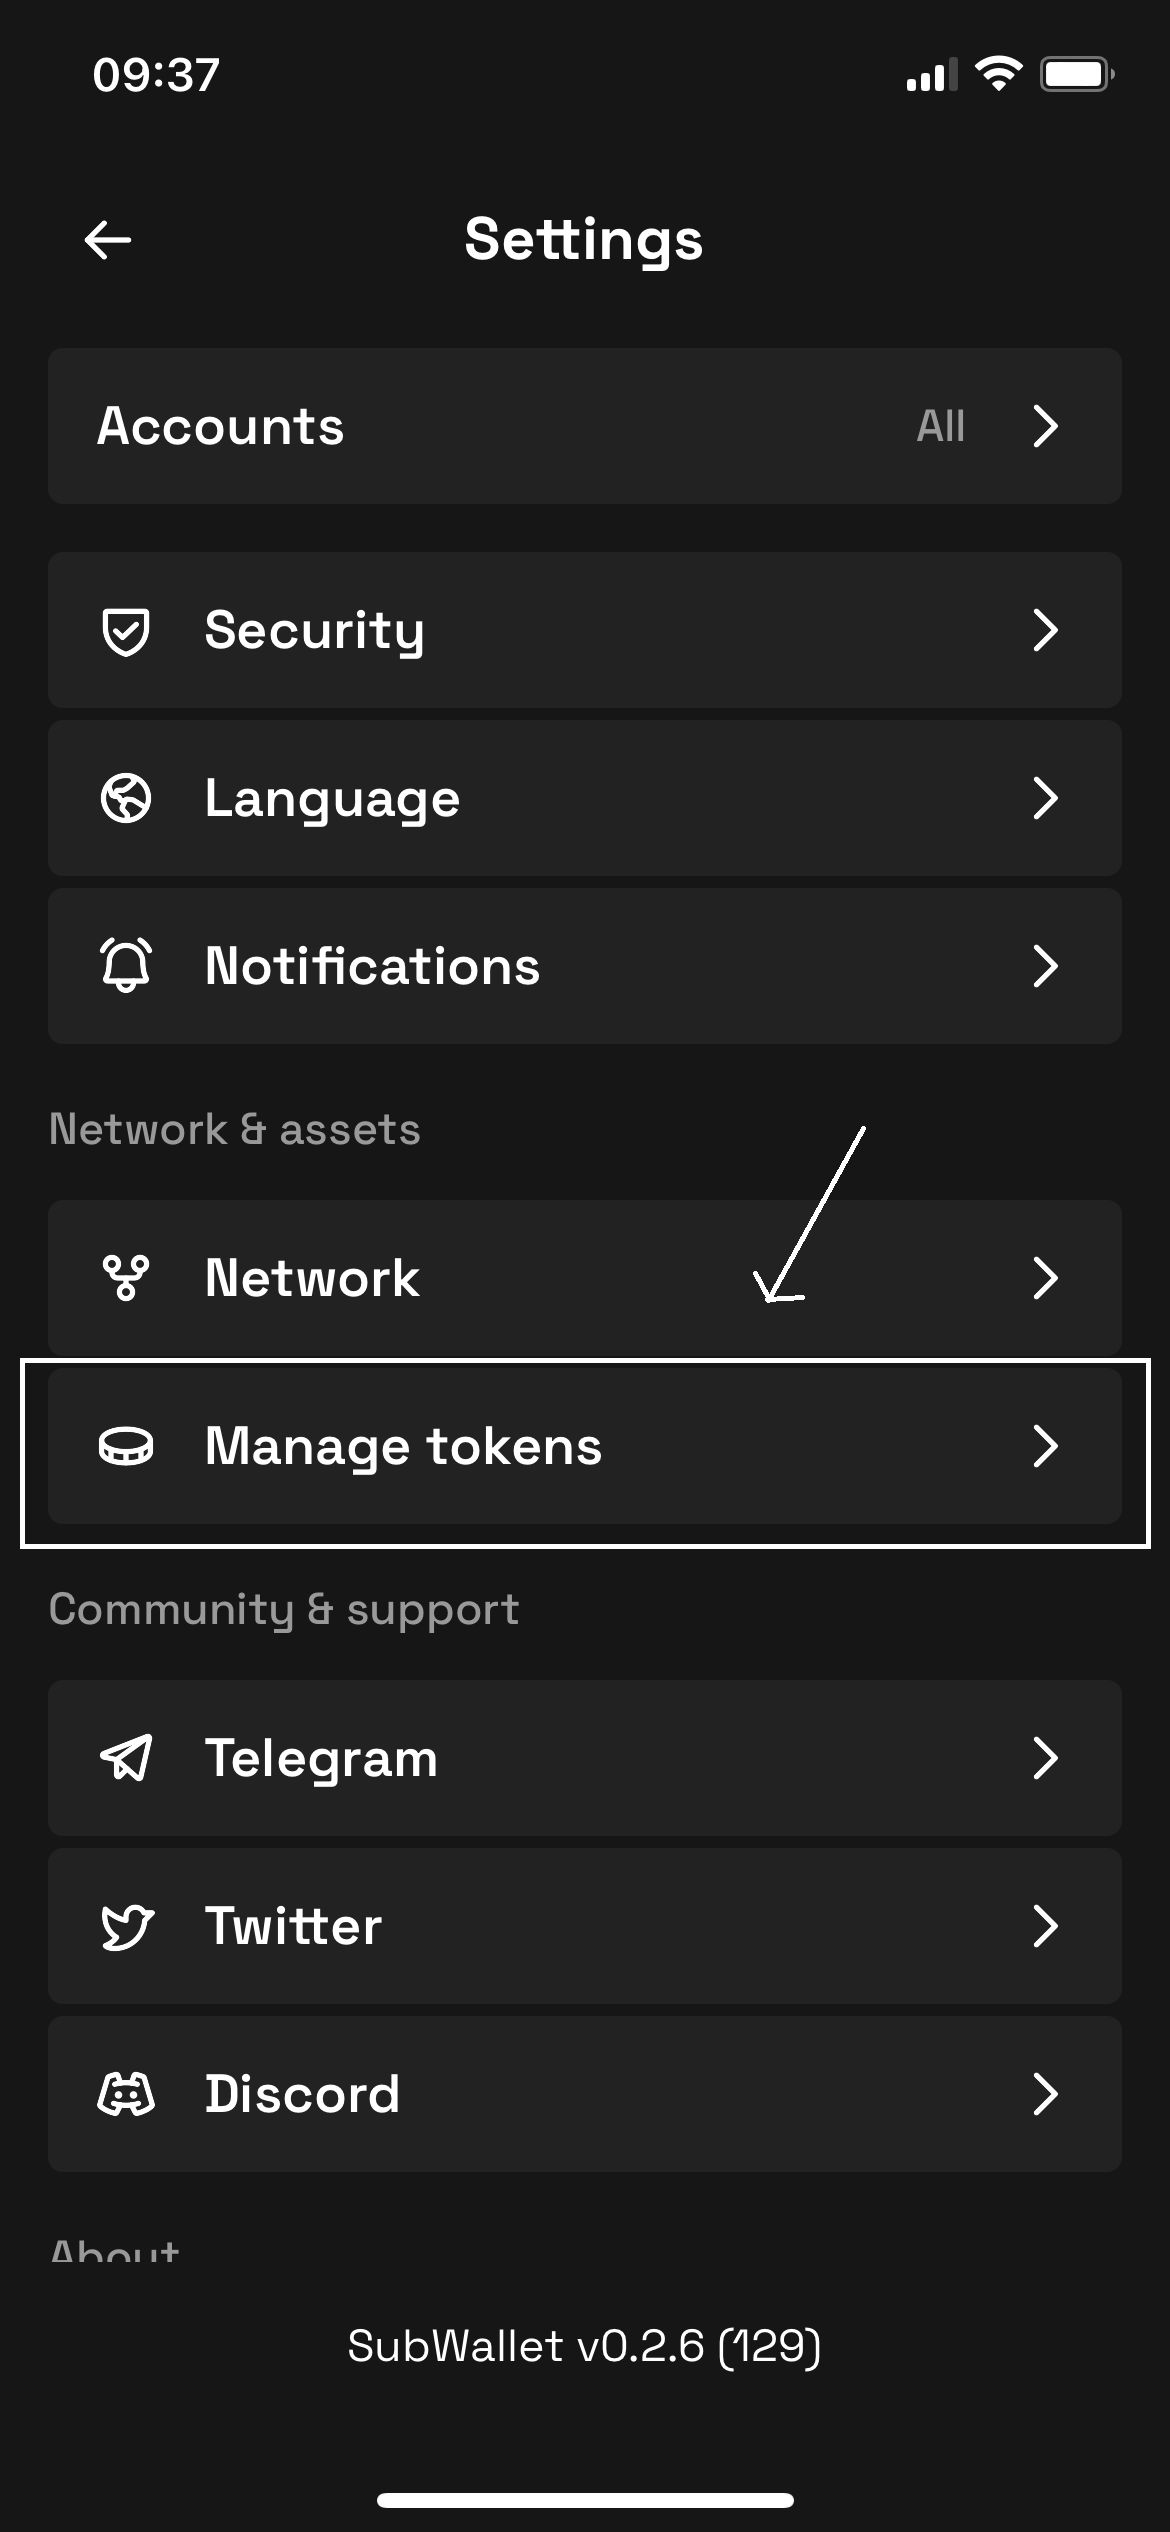 09:37
Settings
Accounts All
Security
Language
Notifications
Network & assets
Network
Manage tokens
Community & support
Telegram
Twitter
Discord
About
SubWallet v0.2.6 (129)